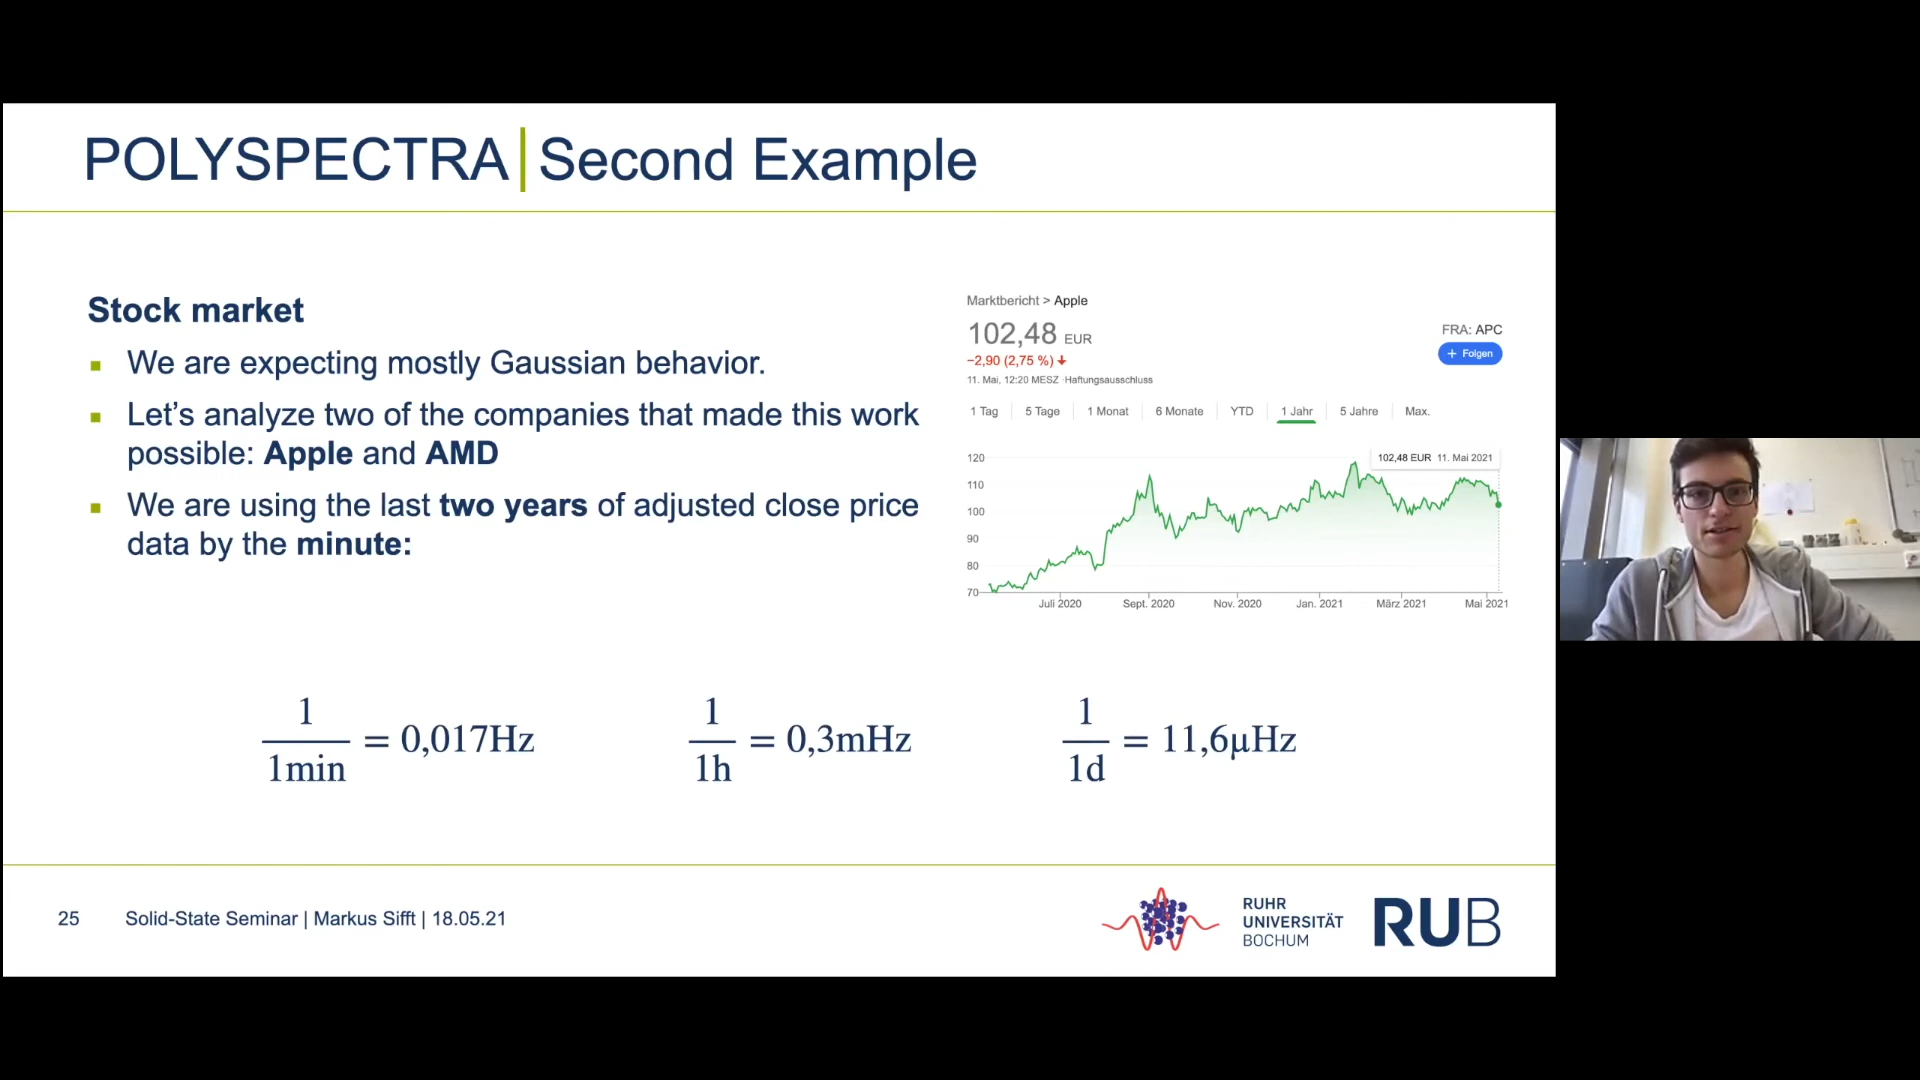 POLYSPECTRA|Second Example
Stock market
▪ We are expecting mostly Gaussian behavior.
▪ Let’s analyze two of the companies that made this work
possible: Apple and AMD
▪ We are using the last two years of adjusted close price
data by the minute:
Marktbericht > Apple
102,48 EUR
−2,90 (2,75 %)
11. Mai, 12:20 MESZ ·Haftungsausschluss
FRA: APC
+ Folgen
1 Tag 5 Tage 1 Monat 6 Monate YTD 1 Jahr 5 Jahre Max.
102,48 EUR 11. Mai 2021
120
110
100
90
80
70
Juli 2020 Sept. 2020 Nov. 2020 Jan. 2021 März 2021 Mai 2021
1/1min = 0,017Hz
1/1h = 0,3mHz
1/1d = 11,6μHz
25 Solid-State Seminar | Markus Sifft | 18.05.21
RUHR
UNIVERSITÄT
BOCHUM
RUB